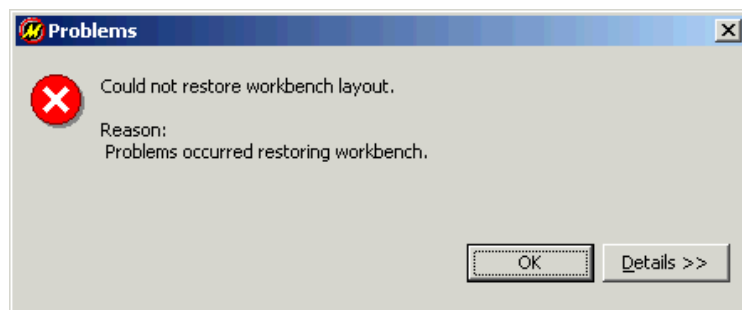 Problems
Could not restore workbench layout.
Reason:
Problems occurred restoring workbench.
OK
Details >>